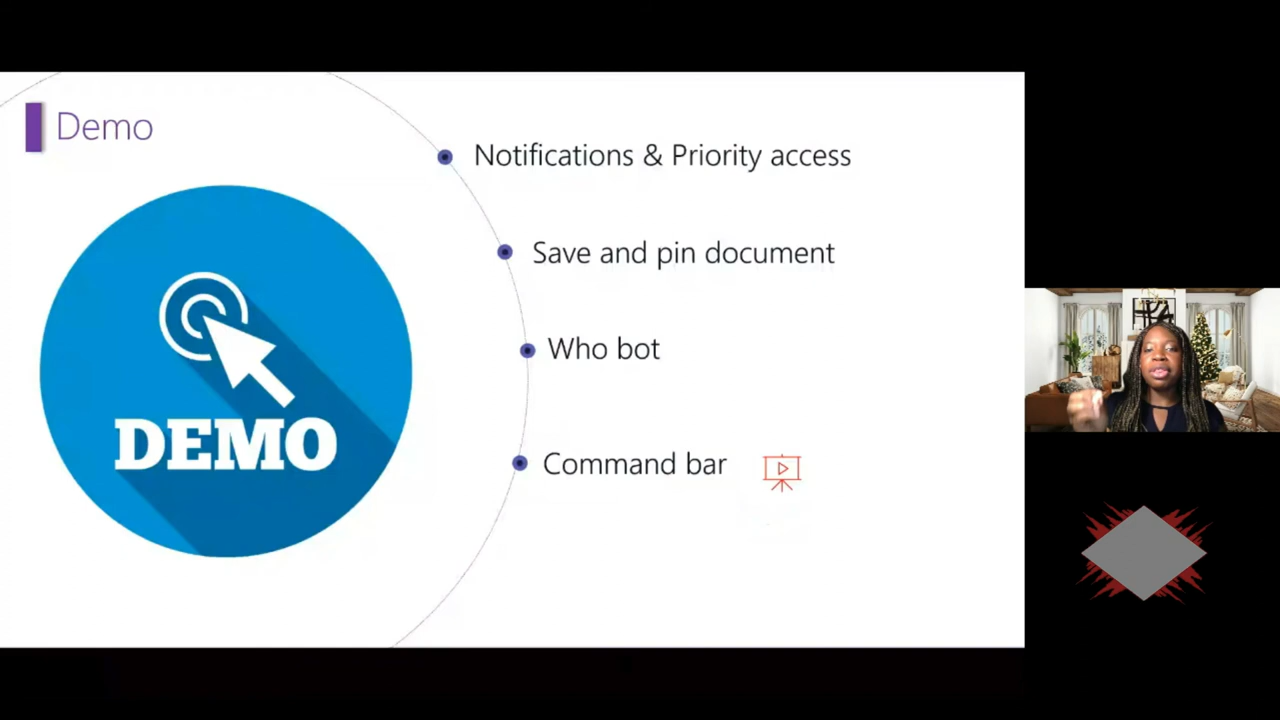 Demo
Notifications & Priority access
Save and pin document
Who bot
Command bar
DEMO